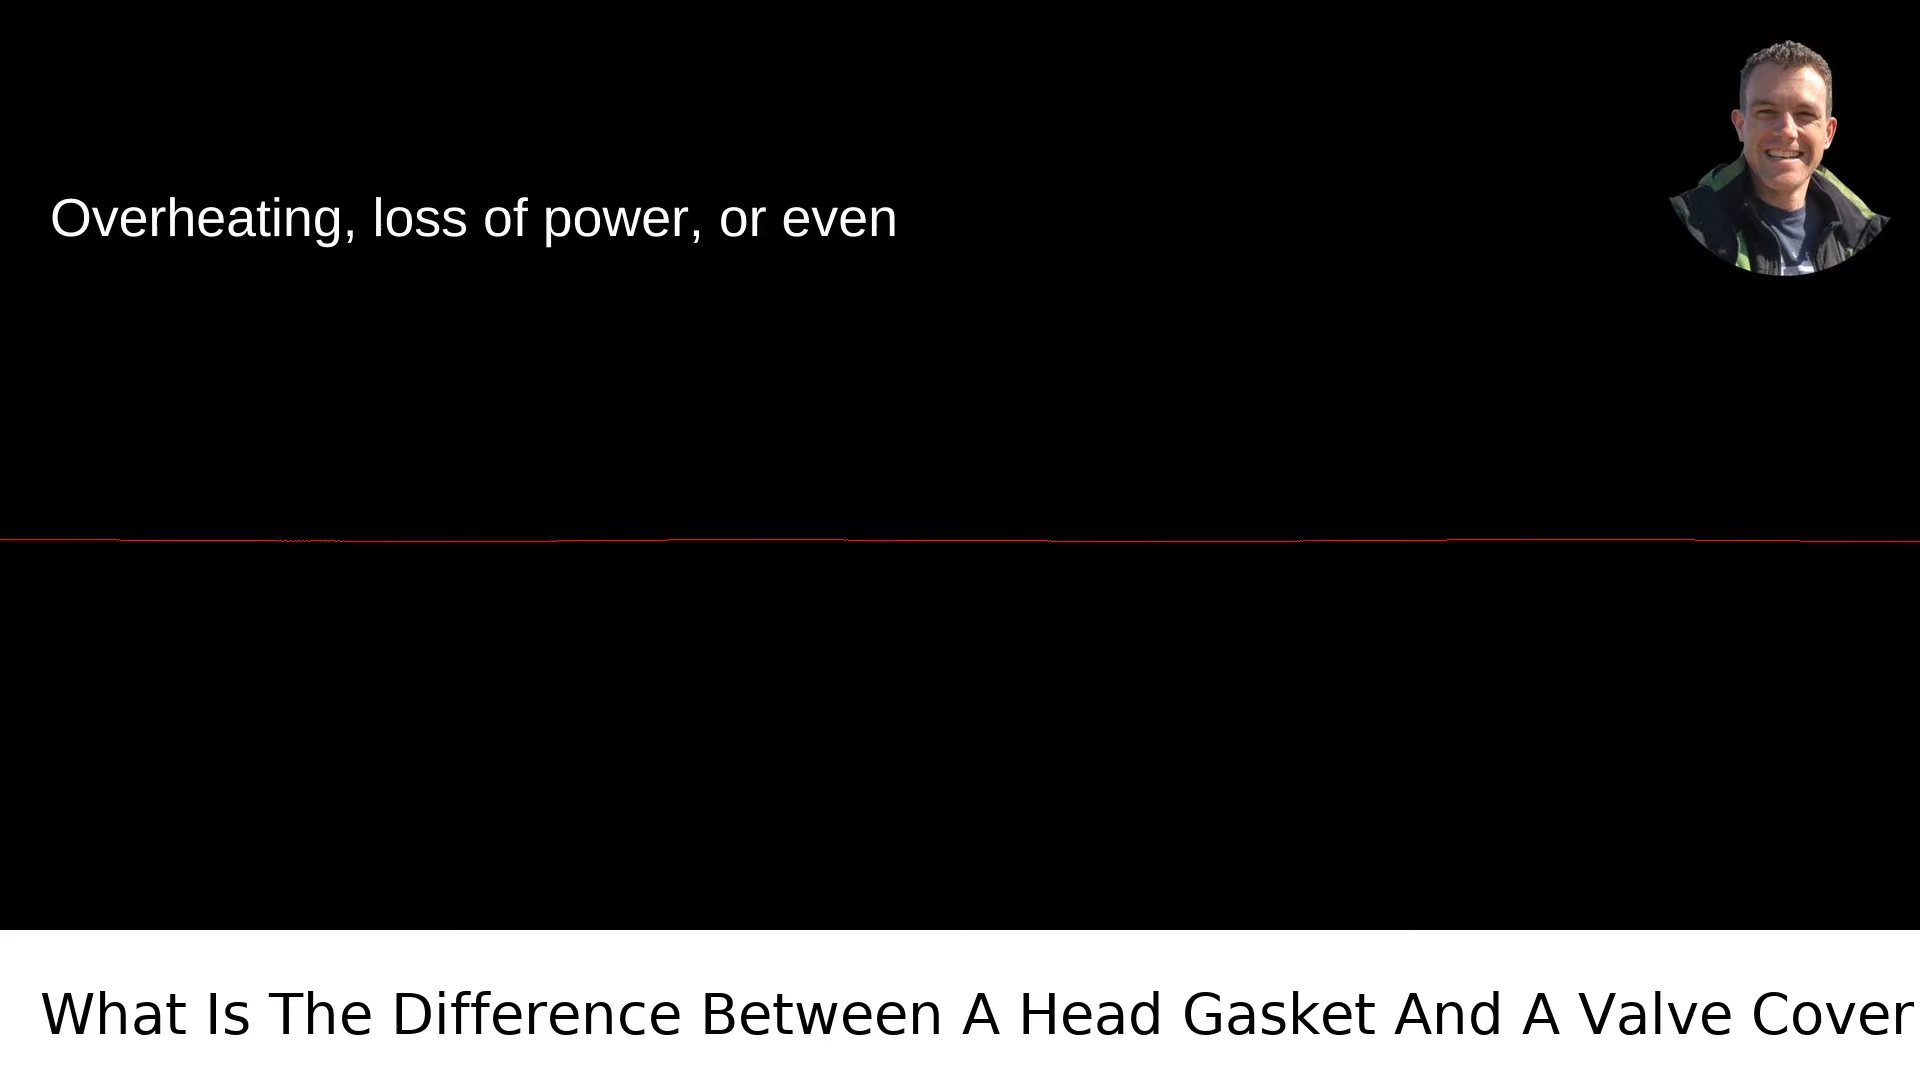 Overheating, loss of power, or even
What Is The Difference Between A Head Gasket And A Valve Cover